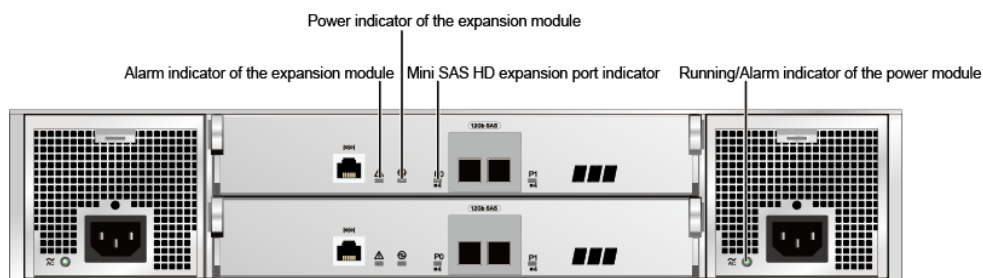 Power indicator of the expansion module
Alarm indicator of the expansion module
Mini SAS HD expansion port indicator
Running/Alarm indicator of the power module
12Gb SAS
P1
12Gb SAS
P0
P1